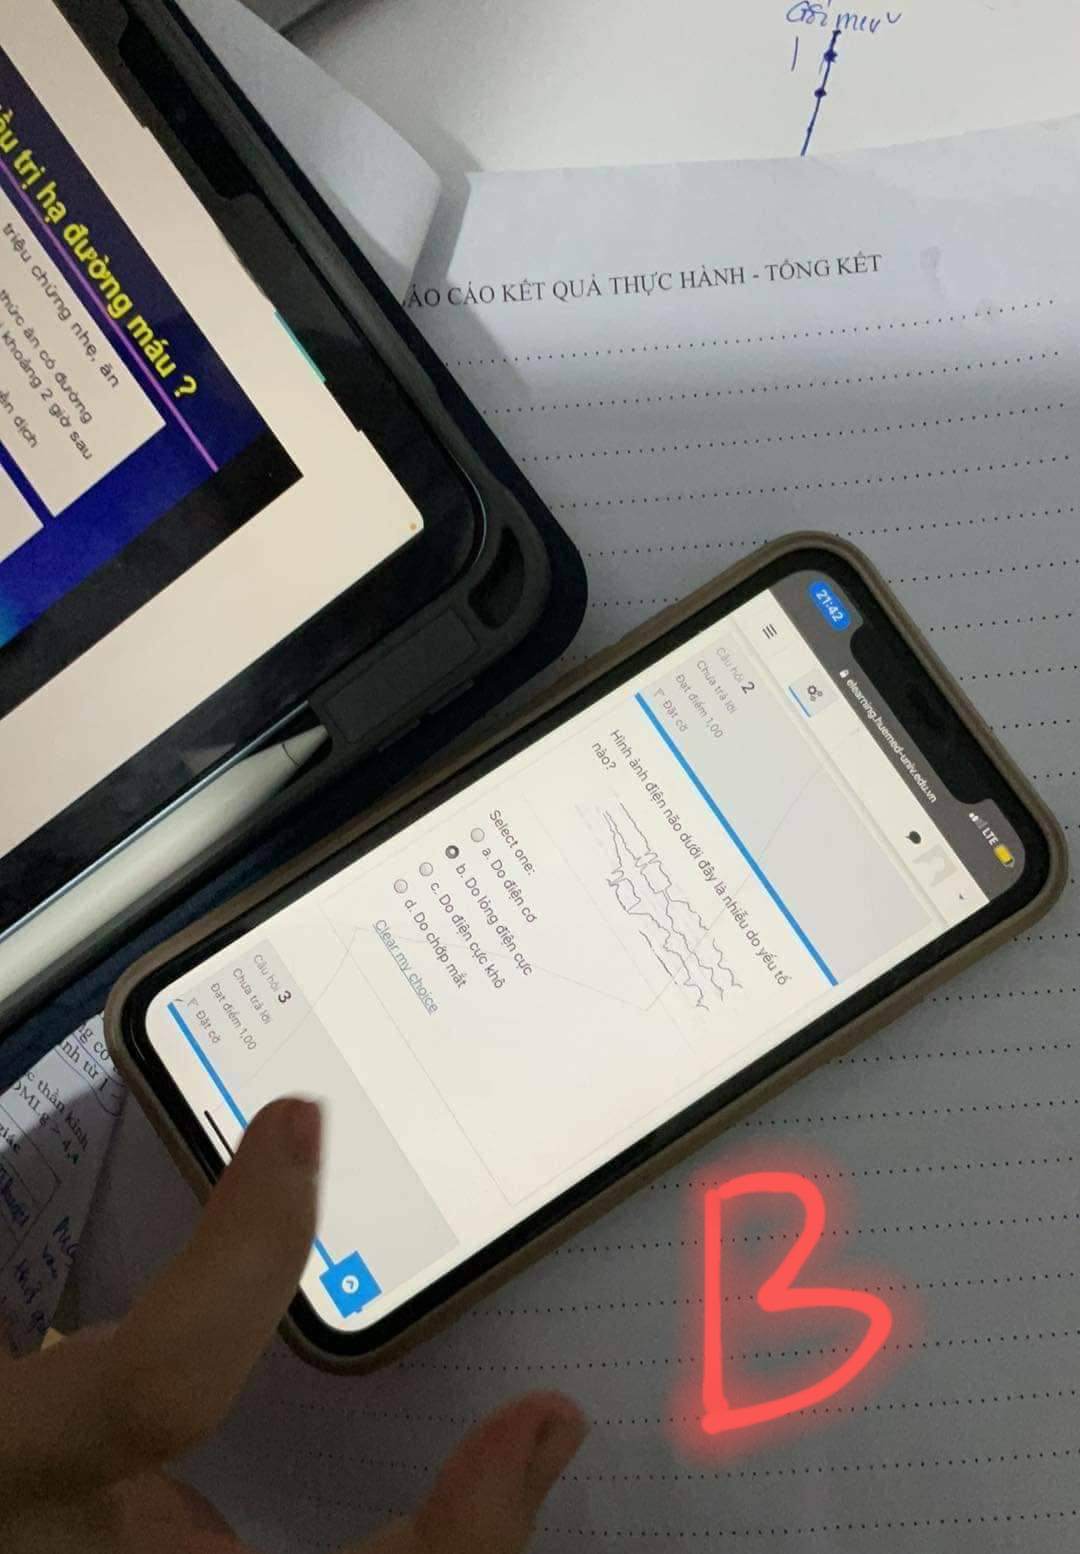 trị hạ đường máu ?
triệu chứng nhẹ, ăn
thức ăn có đường
khoảng 2 giờ sau
dịch
ÁO CÁO KẾT QUẢ THỰC HÀNH - TỔNG KẾT
21:42
elearning.huemed-univ.edu.vn
LTE
Câu hỏi 2
Chưa trả lời
Đạt điểm 1,00
Đặt cờ
Hình ảnh điện não dưới đây là nhiễu do yếu tố
nào?
Select one:
a. Do điện cơ
b. Do lỏng điện cực
c. Do điện cực khô
d. Do chớp mắt
Clear my choice
Câu hỏi 3
Chưa trả lời
Đạt điểm 1,00
Đặt cờ
thần kinh
B